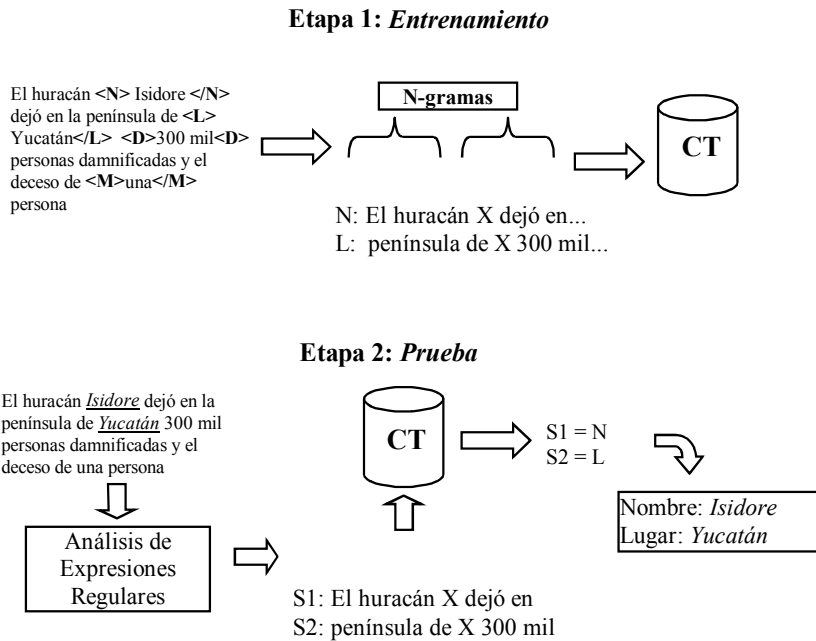 Etapa 1: Entrenamiento
El huracán <N> Isidore </N>
dejó en la península de <L>
Yucatán</L> <D>300 mil<D>
personas damnificadas y el
deceso de <M>una</M>
persona
N-gramas
CT
N: El huracán X dejó en...
L: península de X 300 mil...
Etapa 2: Prueba
El huracán Isidore dejó en la
península de Yucatán 300 mil
personas damnificadas y el
deceso de una persona
Análisis de
Expresiones
Regulares
S1: El huracán X dejó en
S2: península de X 300 mil
CT
S1 = N
S2 = L
Nombre: Isidore
Lugar: Yucatán